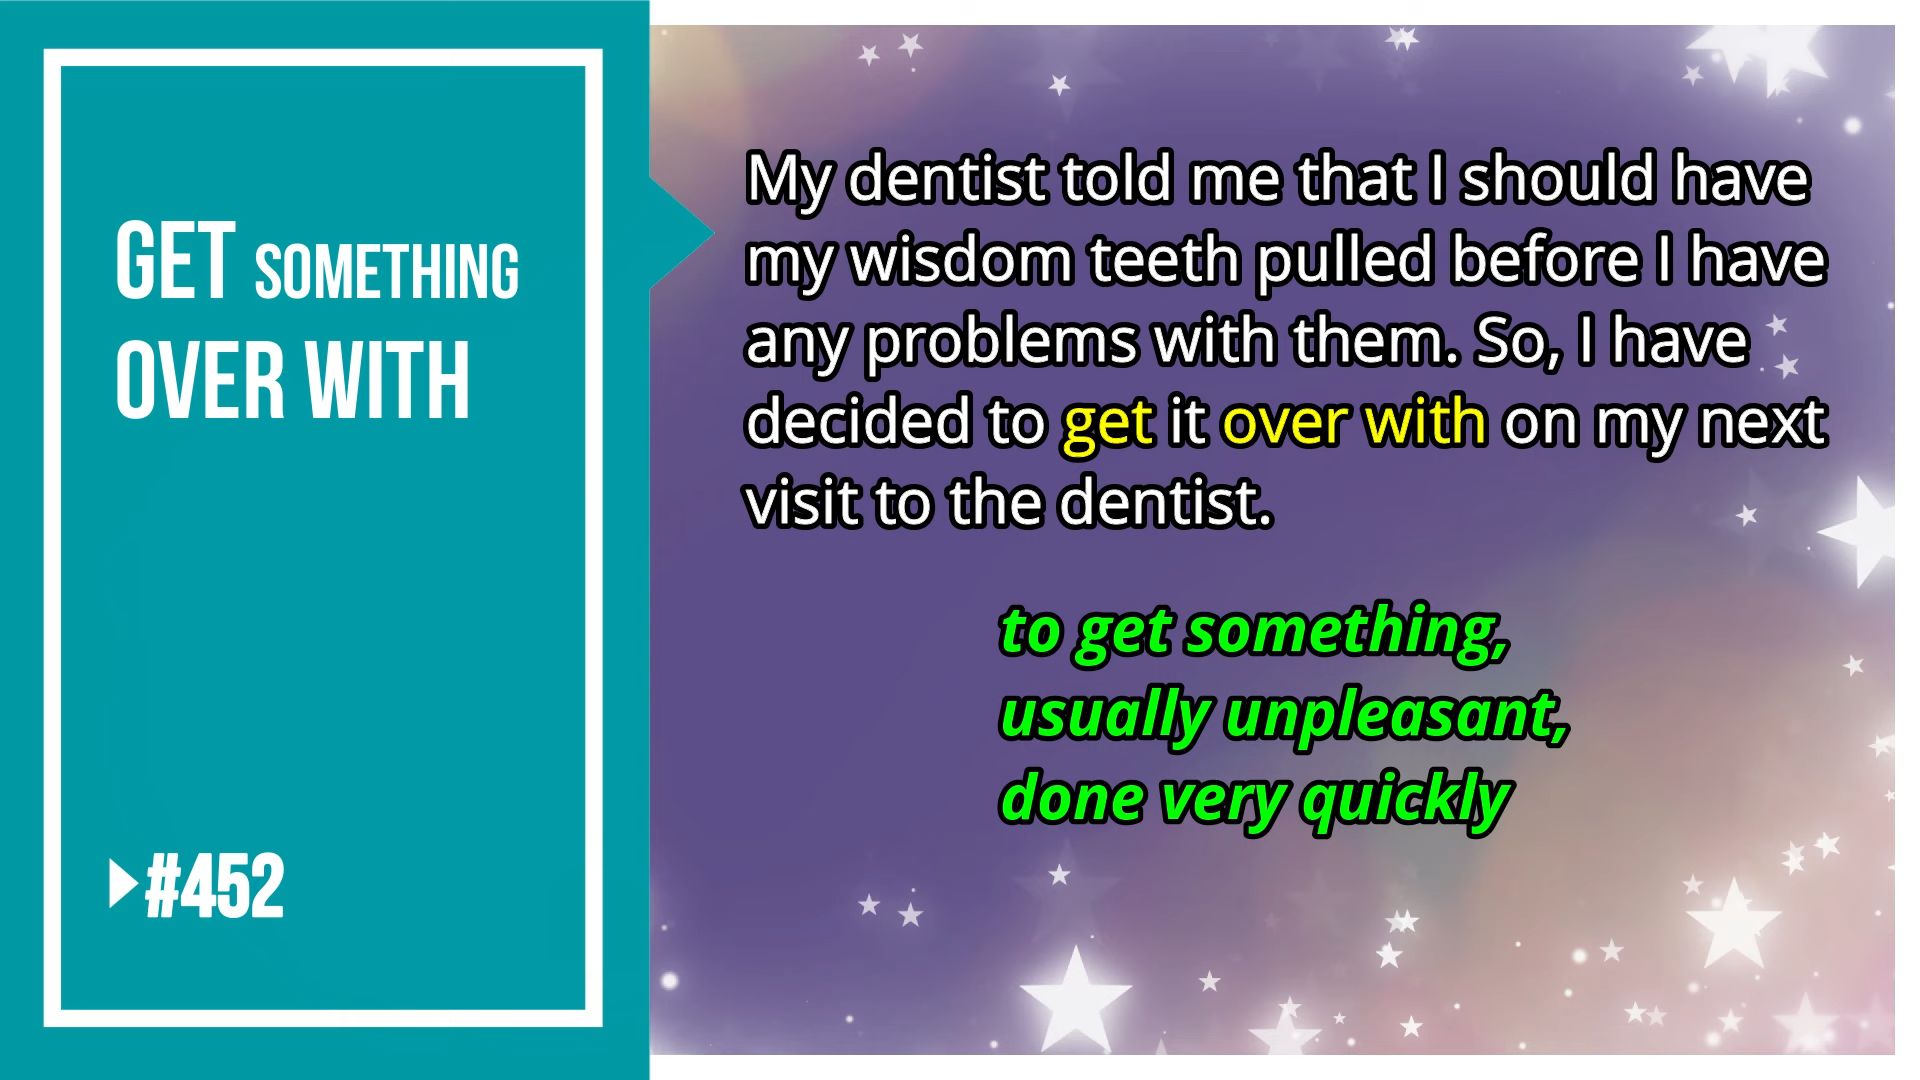 GET SOMETHING
OVER WITH
#452
My dentist told me that I should have
my wisdom teeth pulled before I have
any problems with them. So, I have
decided to get it over with on my next
visit to the dentist.
to get something,
usually unpleasant,
done very quickly